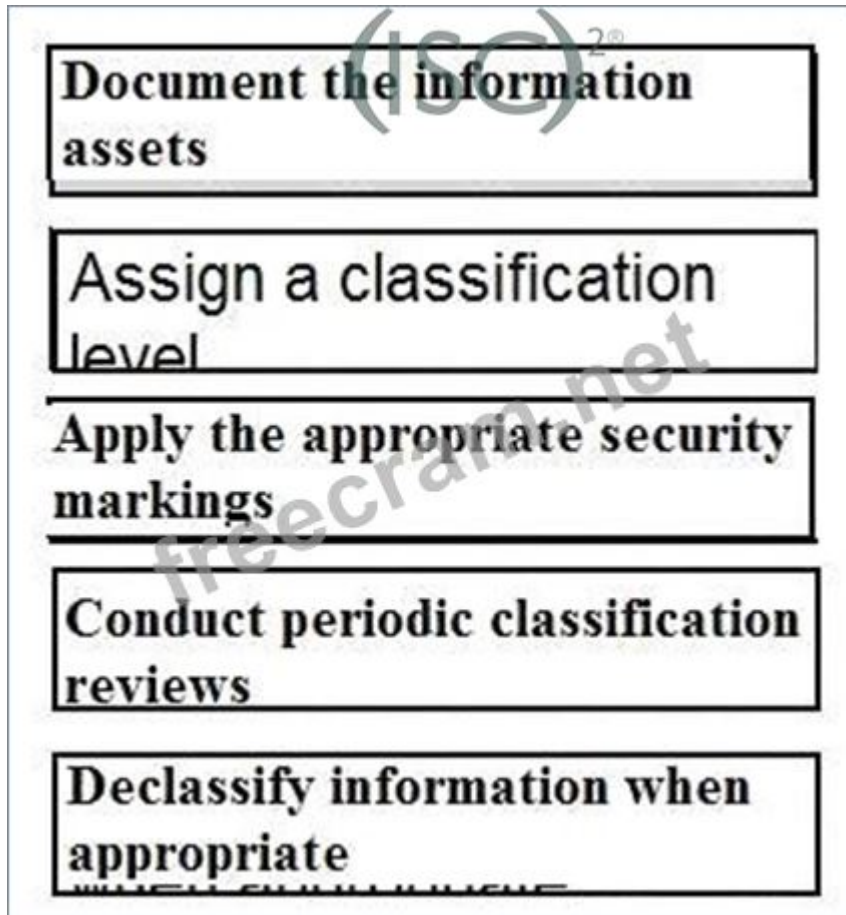 (ISC)2®
Document the information
assets
Assign a classification
level
Apply the appropriate security
markings
freecram.net
Conduct periodic classification
reviews
Declassify information when
appropriate